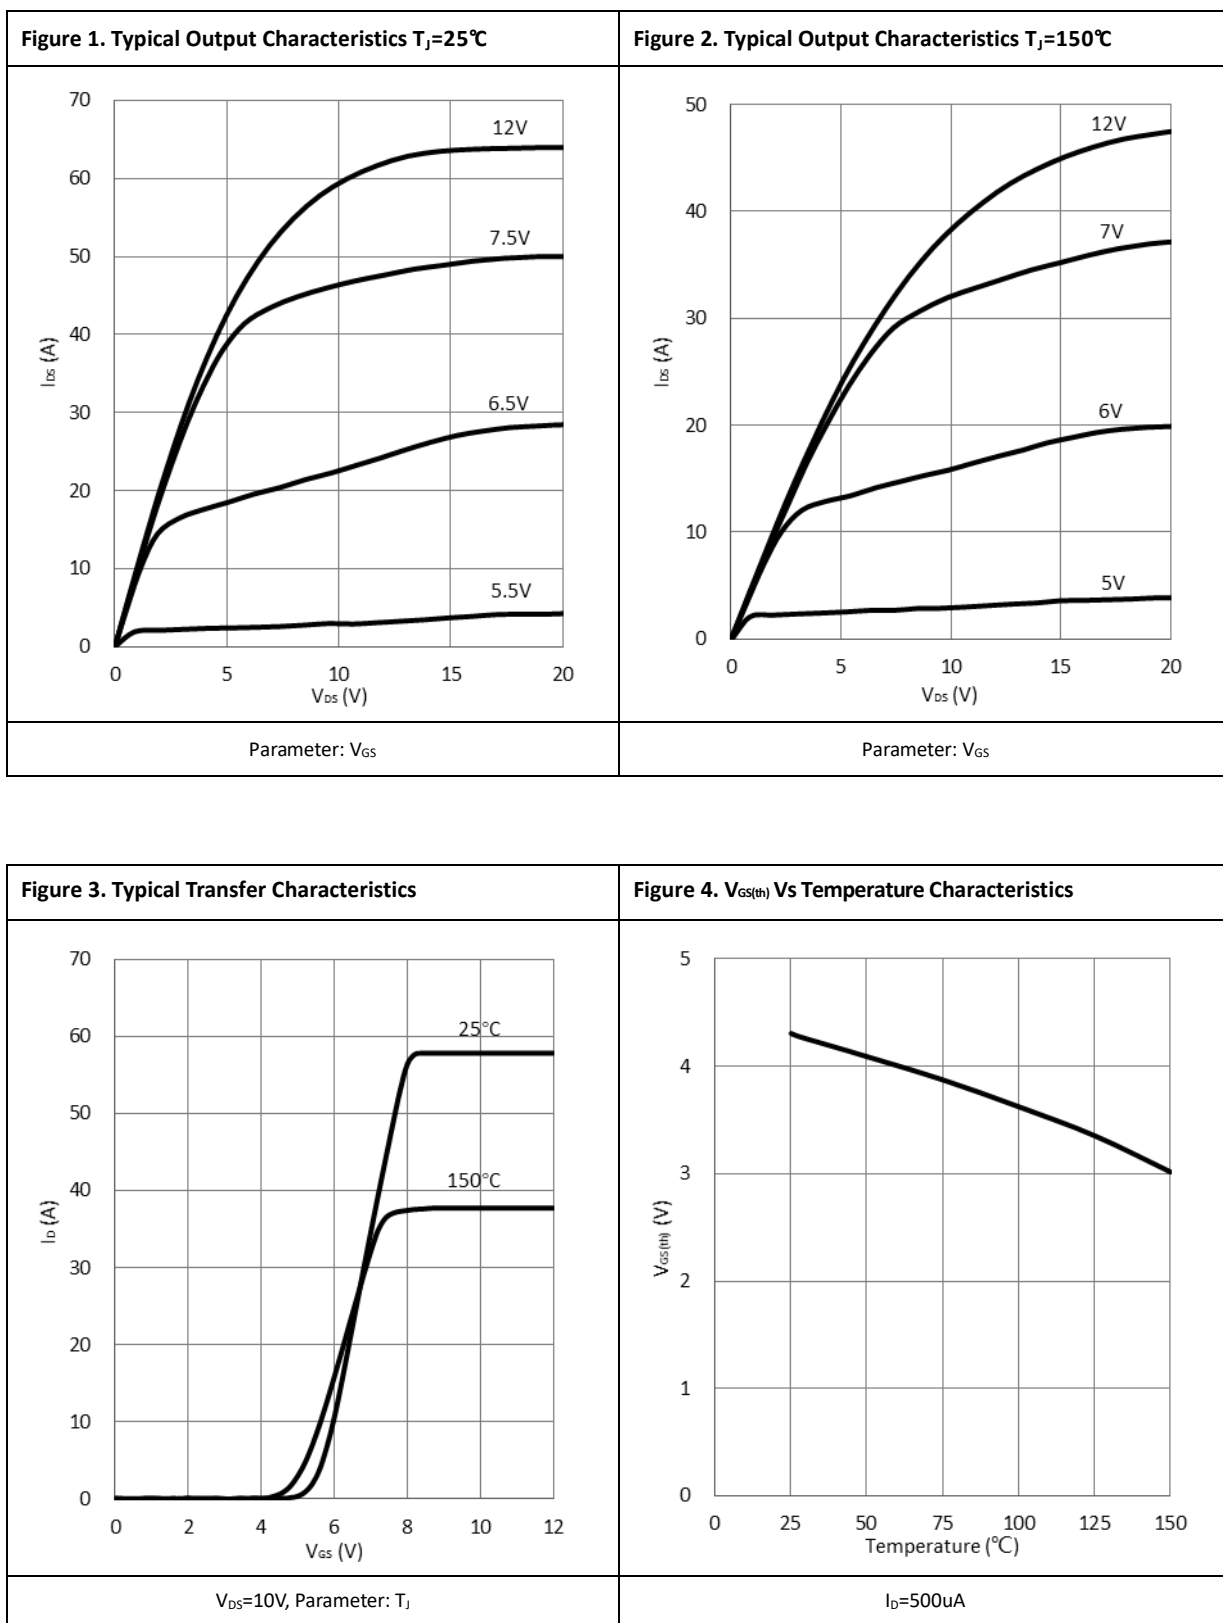 Figure 1. Typical Output Characteristics TJ=25℃
70
60
50
40
30
20
10
0
IDS (A)
12V
7.5V
6.5V
5.5V
0 5 10 15 20
VDS (V)
Parameter: VGS
Figure 2. Typical Output Characteristics TJ=150℃
50
40
30
20
10
0
IDS (A)
12V
7V
6V
5V
0 5 10 15 20
VDS (V)
Parameter: VGS
Figure 3. Typical Transfer Characteristics
70
60
50
40
30
20
10
0
ID (A)
25°C
150°C
0 2 4 6 8 10 12
VGS (V)
VDS=10V, Parameter: TJ
Figure 4. VGS(th) Vs Temperature Characteristics
5
4
3
2
1
0
VGS(th) (V)
0 25 50 75 100 125 150
Temperature (℃)
ID=500uA